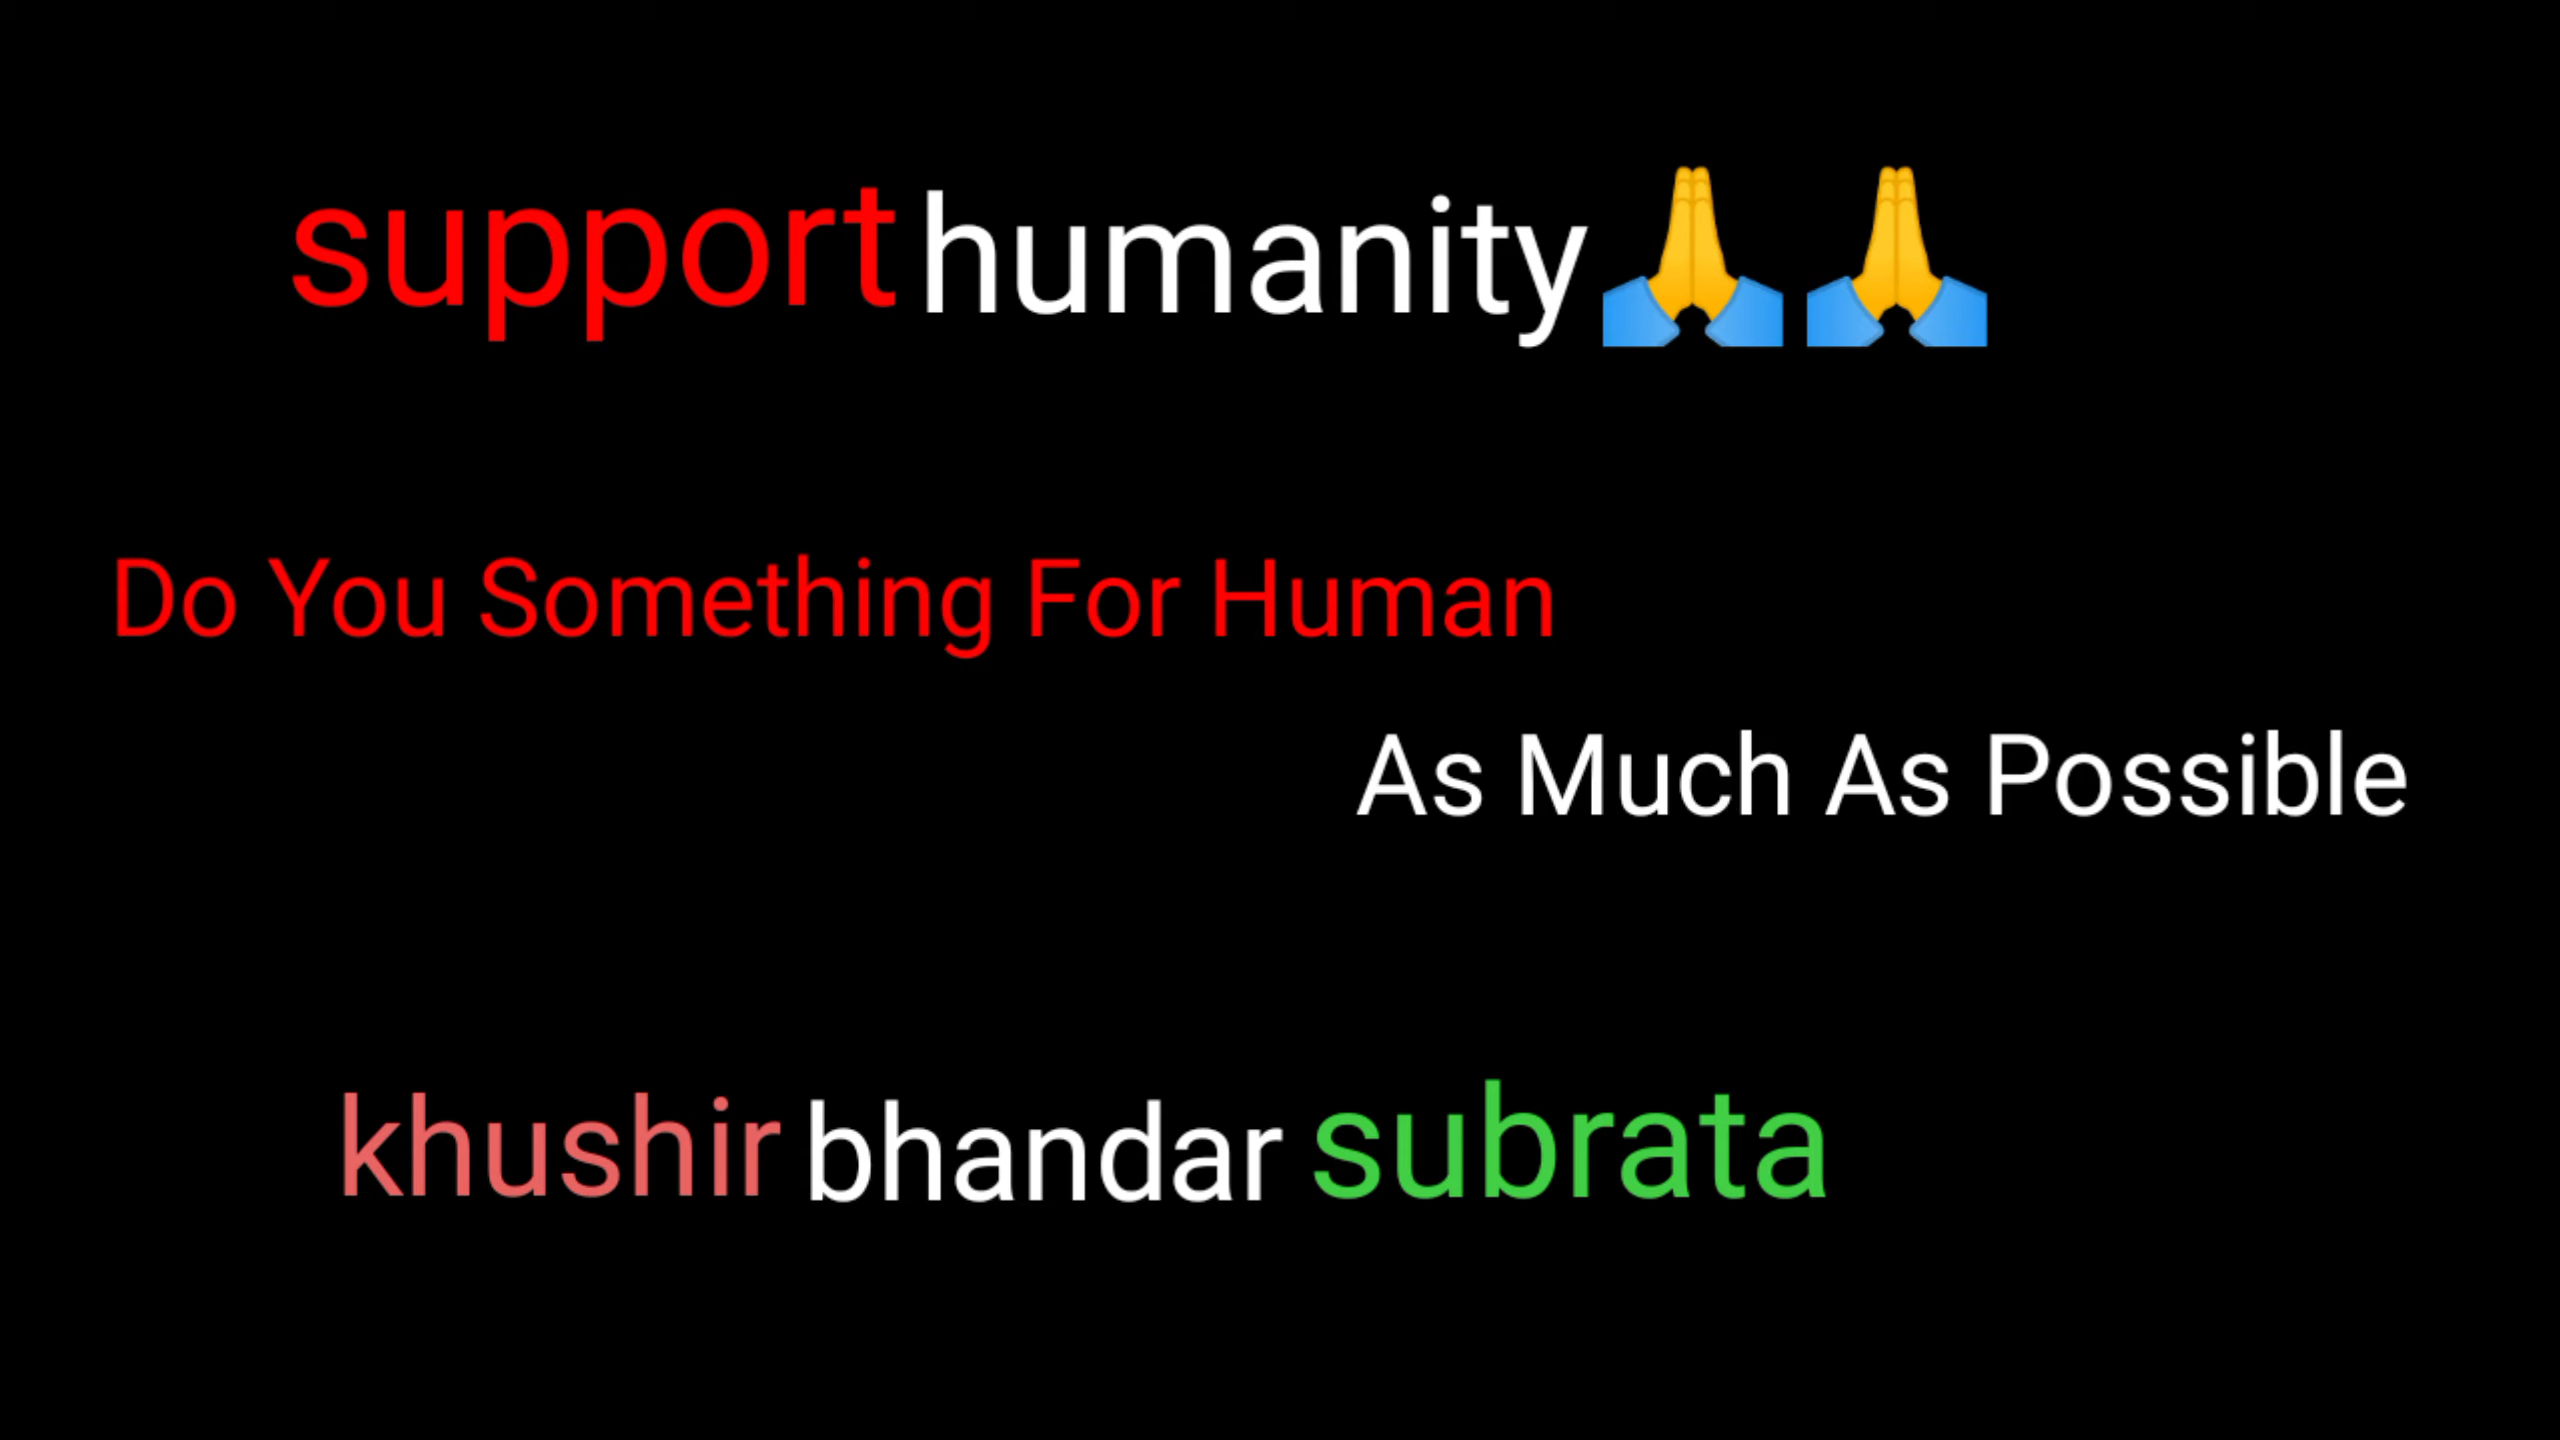 support humanity🙏🙏
Do You Something For Human
As Much As Possible
khushir bhandar subrata